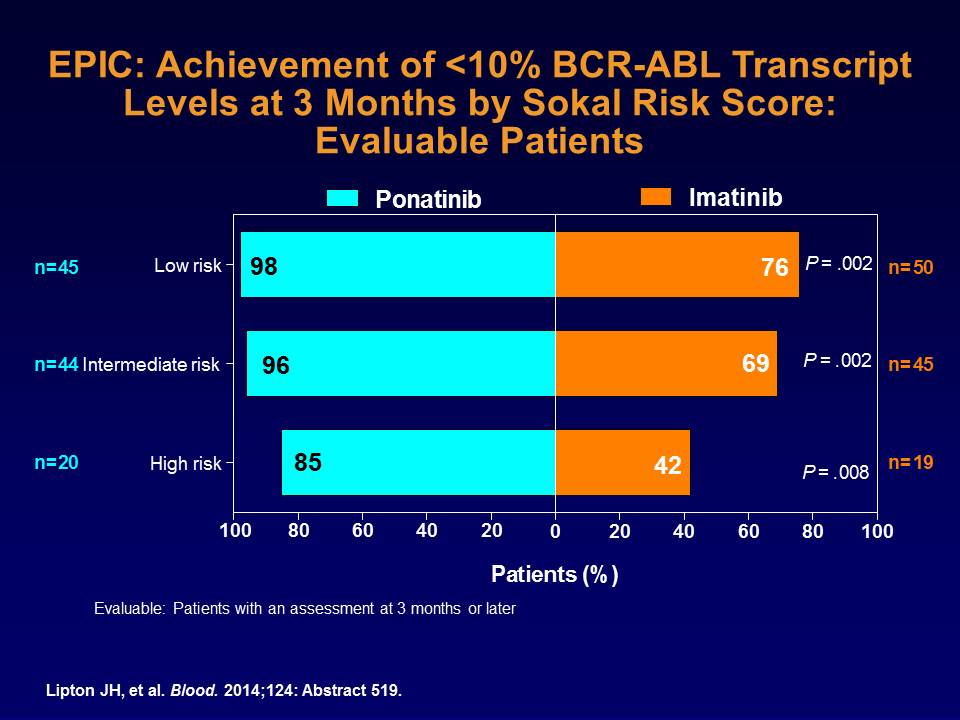 EPIC: Achievement of <10% BCR-ABL Transcript
Levels at 3 Months by Sokal Risk Score:
Evaluable Patients
Ponatinib
Imatinib
n=45
Low risk
98
76
P = .002
n=50
n=44
Intermediate risk
96
69
P = .002
n=45
n=20
High risk
85
42
P = .008
n=19
100 80 60 40 20 0 20 40 60 80 100
Patients (%)
Evaluable: Patients with an assessment at 3 months or later
Lipton JH, et al. Blood. 2014;124: Abstract 519.